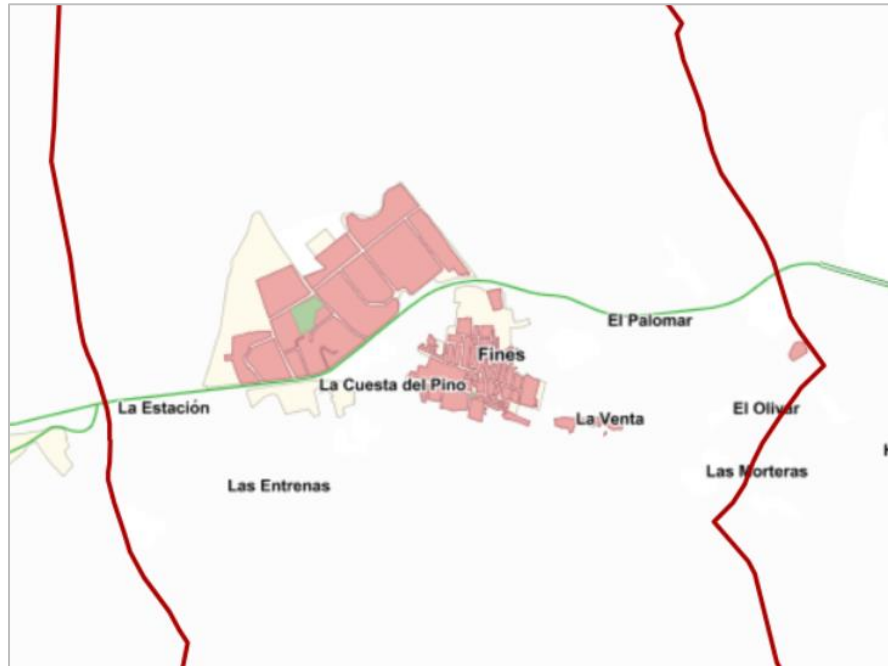 El Palomar
Fines
La Cuesta del Pino
La Estación
El Olivar
La Venta
Las Morteras
Las Entrenas